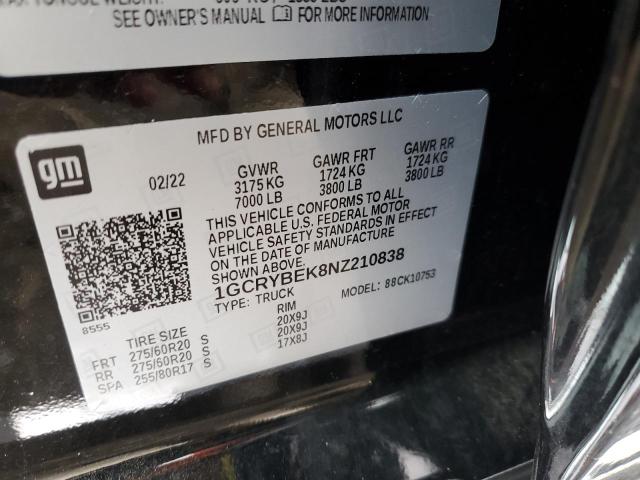 SEE OWNER'S MANUAL FOR MORE INFORMATION
MFD BY GENERAL MOTORS LLC
gm
02/22
GVWR GAWR FRT GAWR RR
3175 KG 1724 KG 1724 KG
7000 LB 3800 LB 3800 LB
THIS VEHICLE CONFORMS TO ALL
APPLICABLE U.S. FEDERAL MOTOR
VEHICLE SAFETY STANDARDS IN EFFECT
ON THE DATE OF MANUFACTURE
SHOWN ABOVE.
1GCRYBEK8NZ210838
TYPE: TRUCK MODEL: 88CK10753
8555
TIRE SIZE RIM
FRT 275/60R20 S 20X9J
RR 275/60R20 S 20X9J
SPA 255/80R17 S 17X8J